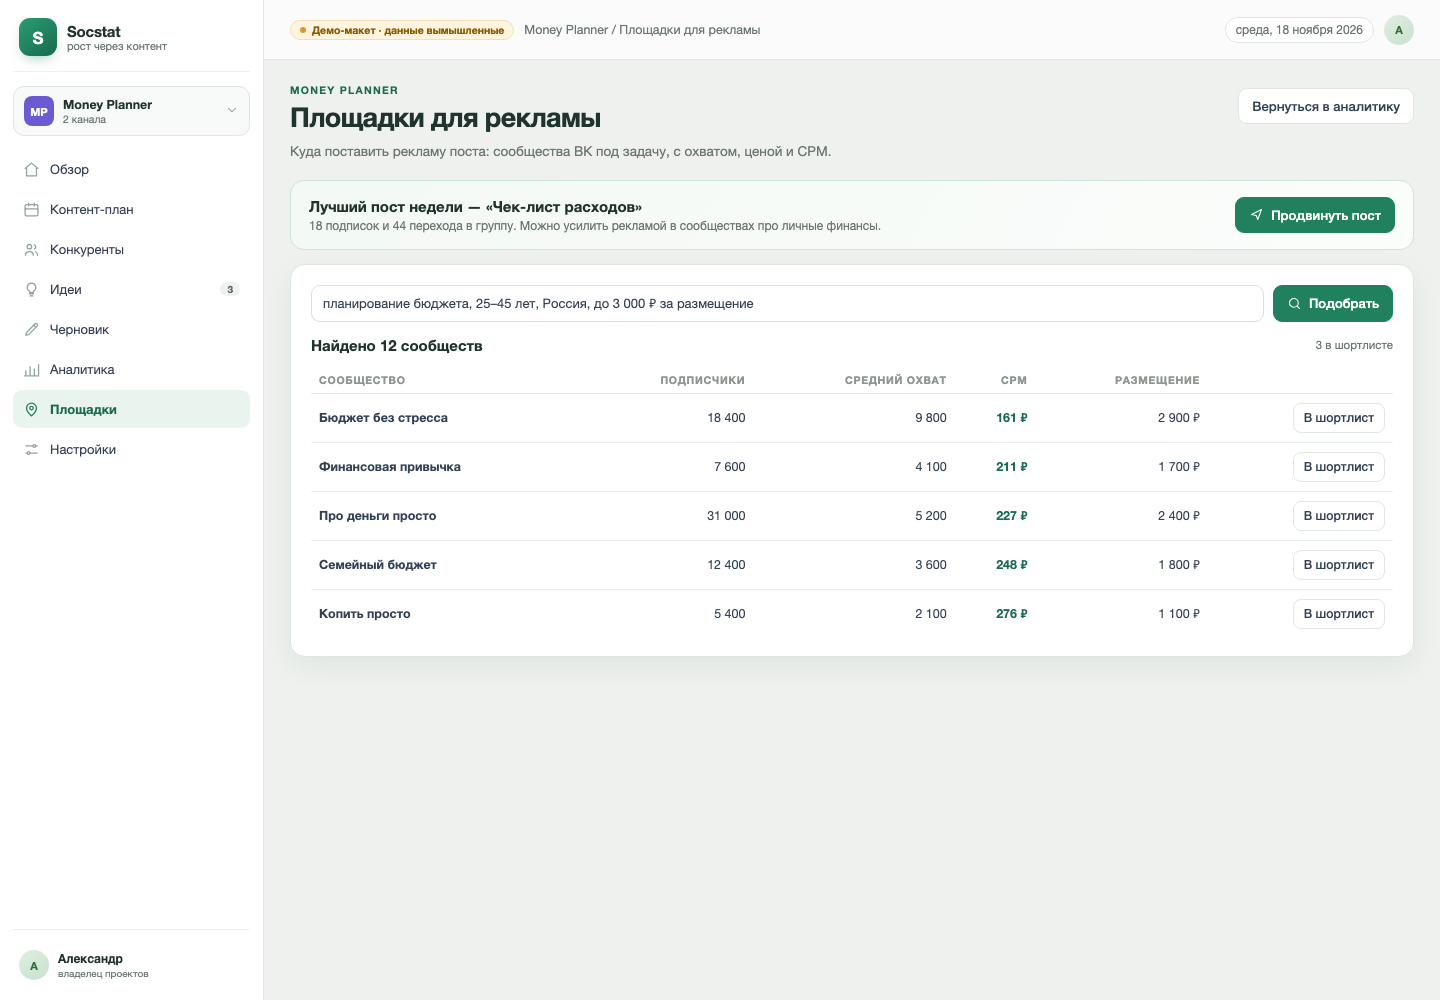 S
Socstat
рост через контент
MP
Money Planner
2 канала
Обзор
Контент-план
Конкуренты
Идеи
3
Черновик
Аналитика
Площадки
Настройки
А
Александр
владелец проектов
Демо-макет · данные вымышленные
Money Planner / Площадки для рекламы
среда, 18 ноября 2026
А
MONEY PLANNER
Площадки для рекламы
Куда поставить рекламу поста: сообщества ВК под задачу, с охватом, ценой и CPM.
Вернуться в аналитику
Лучший пост недели — «Чек-лист расходов»
18 подписок и 44 перехода в группу. Можно усилить рекламой в сообществах про личные финансы.
Продвинуть пост
планирование бюджета, 25–45 лет, Россия, до 3 000 ₽ за размещение
Подобрать
Найдено 12 сообществ
3 в шортлисте
СООБЩЕСТВО ПОДПИСЧИКИ СРЕДНИЙ ОХВАТ CPM РАЗМЕЩЕНИЕ
Бюджет без стресса 18 400 9 800 161 ₽ 2 900 ₽ В шортлист
Финансовая привычка 7 600 4 100 211 ₽ 1 700 ₽ В шортлист
Про деньги просто 31 000 5 200 227 ₽ 2 400 ₽ В шортлист
Семейный бюджет 12 400 3 600 248 ₽ 1 800 ₽ В шортлист
Копить просто 5 400 2 100 276 ₽ 1 100 ₽ В шортлист